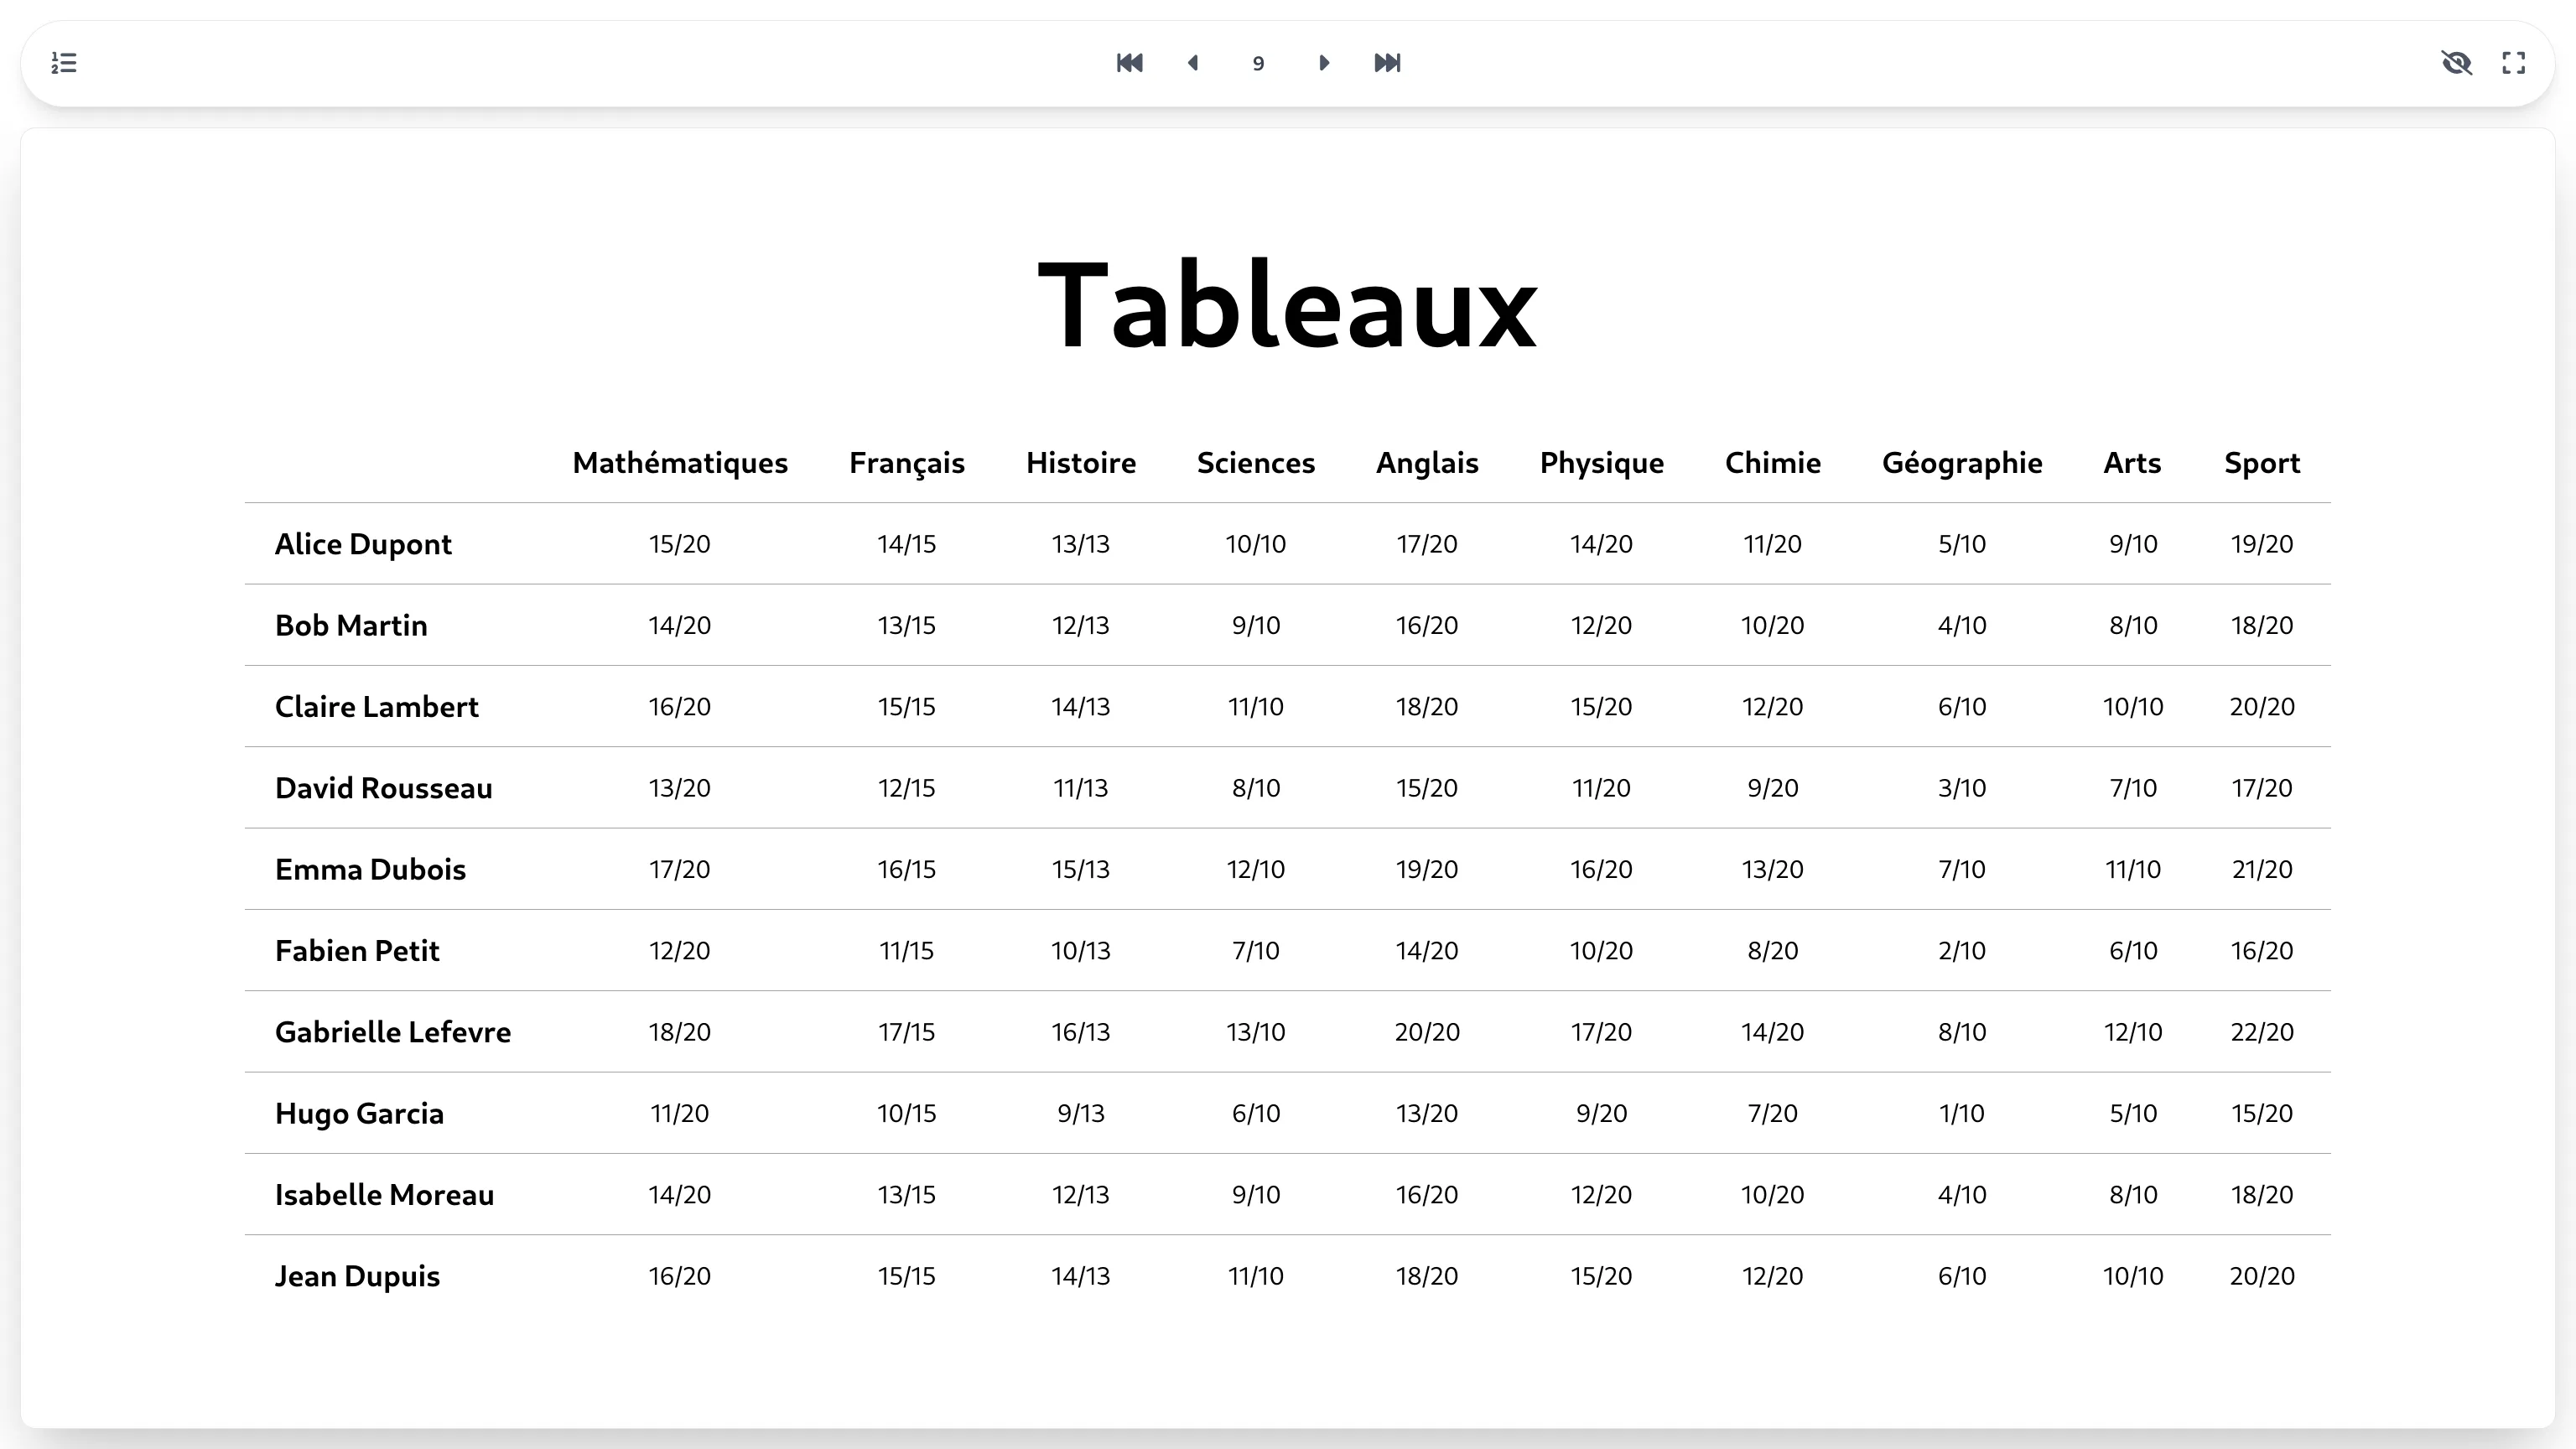 9
Tableaux
Mathématiques Français Histoire Sciences Anglais Physique Chimie Géographie Arts Sport
Alice Dupont 15/20 14/15 13/13 10/10 17/20 14/20 11/20 5/10 9/10 19/20
Bob Martin 14/20 13/15 12/13 9/10 16/20 12/20 10/20 4/10 8/10 18/20
Claire Lambert 16/20 15/15 14/13 11/10 18/20 15/20 12/20 6/10 10/10 20/20
David Rousseau 13/20 12/15 11/13 8/10 15/20 11/20 9/20 3/10 7/10 17/20
Emma Dubois 17/20 16/15 15/13 12/10 19/20 16/20 13/20 7/10 11/10 21/20
Fabien Petit 12/20 11/15 10/13 7/10 14/20 10/20 8/20 2/10 6/10 16/20
Gabrielle Lefevre 18/20 17/15 16/13 13/10 20/20 17/20 14/20 8/10 12/10 22/20
Hugo Garcia 11/20 10/15 9/13 6/10 13/20 9/20 7/20 1/10 5/10 15/20
Isabelle Moreau 14/20 13/15 12/13 9/10 16/20 12/20 10/20 4/10 8/10 18/20
Jean Dupuis 16/20 15/15 14/13 11/10 18/20 15/20 12/20 6/10 10/10 20/20